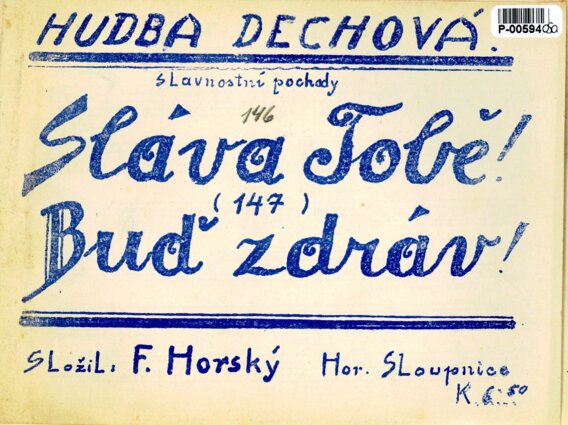 HUDBA DECHOVÁ.
P-00594
Slavnostní pochody
146
Sláva Tobě!
(147)
Buď zdráv!
Složil: F. Horský Hor. Sloupnice
K 6.50